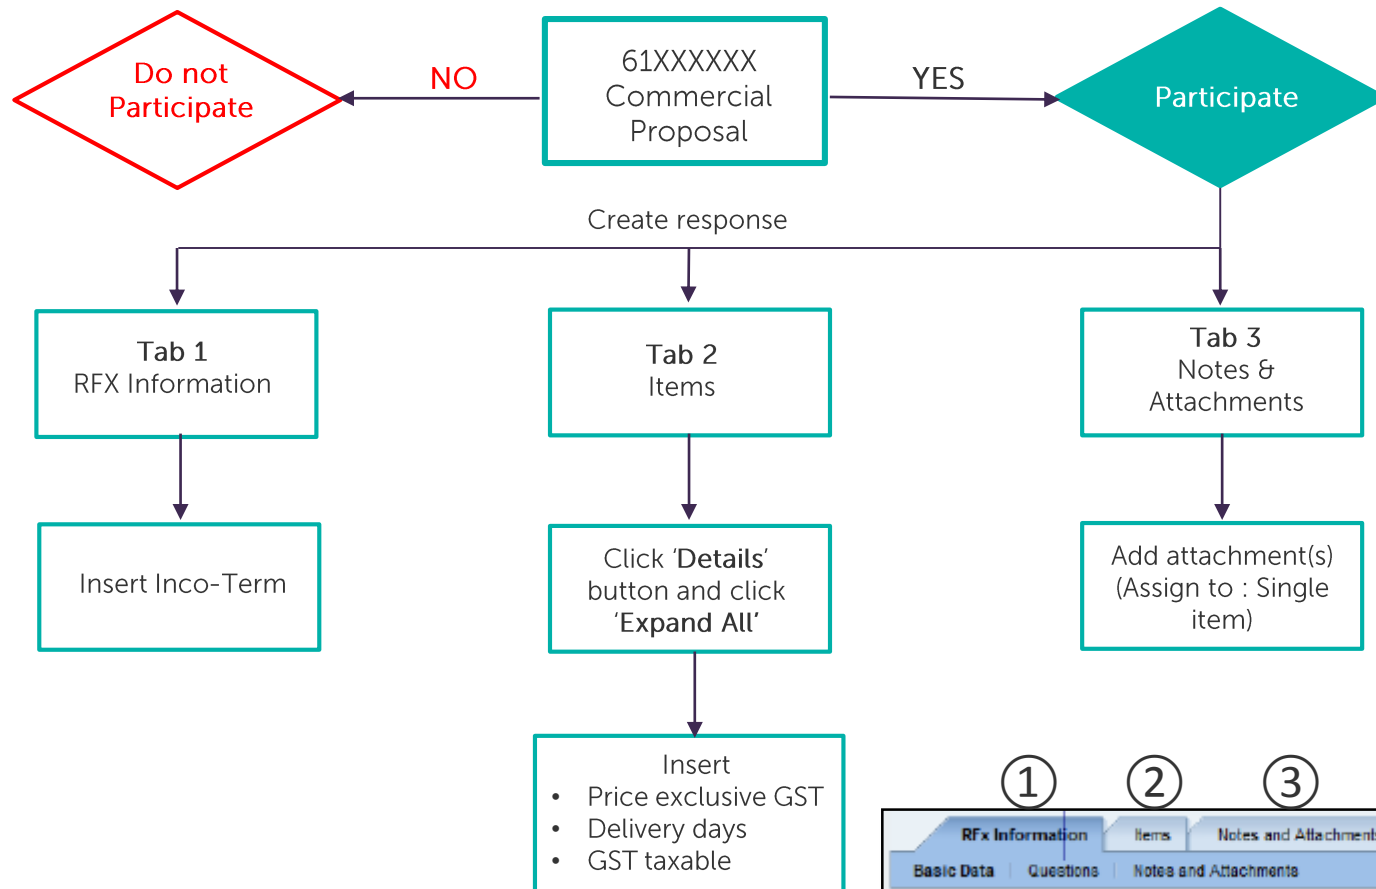 Do not
Participate
NO
61XXXXXX
Commercial
Proposal
YES
Participate
Create response
Tab 1
RFX Information
Tab 2
Items
Tab 3
Notes &
Attachments
Insert Inco-Term
Click ‘Details’
button and click
‘Expand All’
Add attachment(s)
(Assign to : Single
item)
Insert
• Price exclusive GST
• Delivery days
• GST taxable
1 2 3
RFx Information Items Notes and Attachments
Basic Data Questions Notes and Attachments